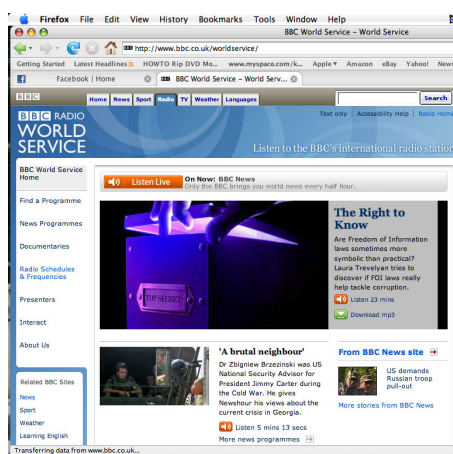 Firefox File Edit View History Bookmarks Tools Window Help
BBC World Service – World Service
http://www.bbc.co.uk/worldservice/
Getting Started Latest Headlines HOWTO Rip DVD Mo... www.myspace.com/k... Apple Amazon eBay Yahoo! News
Facebook | Home BBC World Service – World Serv...
BBC Home News Sport Radio TV Weather Languages Search
Text only | Accessibility Help | Radio Home
BBC RADIO
WORLD
SERVICE
Listen to the BBC's international radio station
BBC World Service
Home
Find a Programme
News Programmes
Documentaries
Radio Schedules
& Frequencies
Presenters
Interact
About Us
Related BBC Sites
News
Sport
Weather
Learning English
Listen Live
On Now: BBC News
Only the BBC brings you world news every half hour.
TOP SECRET
The Right to
Know
Are Freedom of Information
laws sometimes more
symbolic than practical?
Laura Trevelyan tries to
discover if FOI laws really
help tackle corruption.
Listen 23 mins
Download mp3
'A brutal neighbour'
Dr Zbigniew Brzezinski was US
National Security Advisor for
President Jimmy Carter during
the Cold War. He gives
Newshour his views about the
current crisis in Georgia.
Listen 5 mins 13 secs
More news programmes
From BBC News site
US demands
Russian troop
pull-out
More stories from BBC News
Transferring data from www.bbc.co.uk...